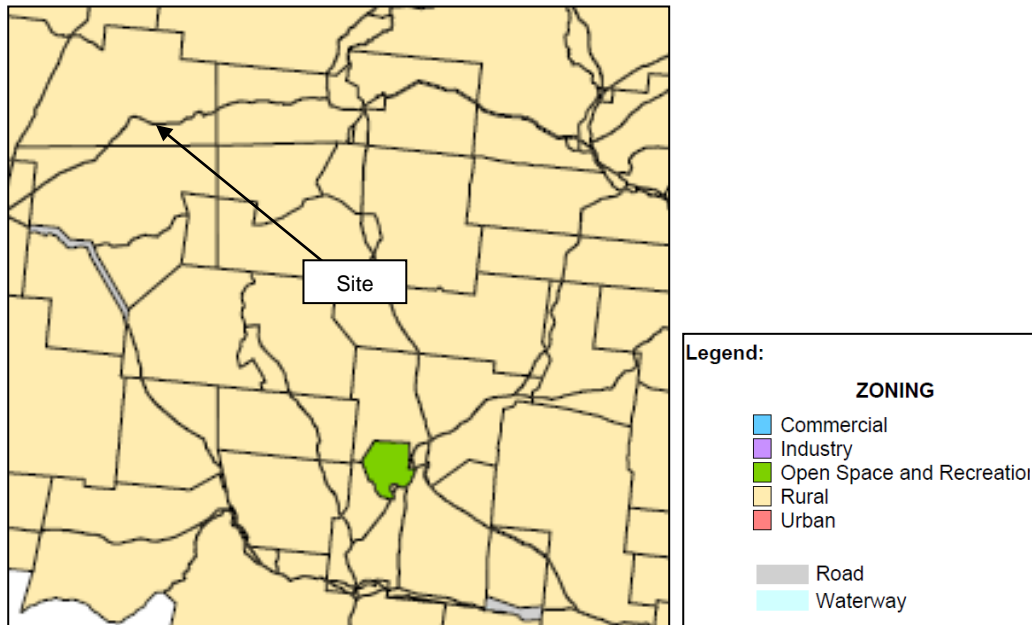 Site
Legend:
ZONING
Commercial
Industry
Open Space and Recreation
Rural
Urban
Road
Waterway